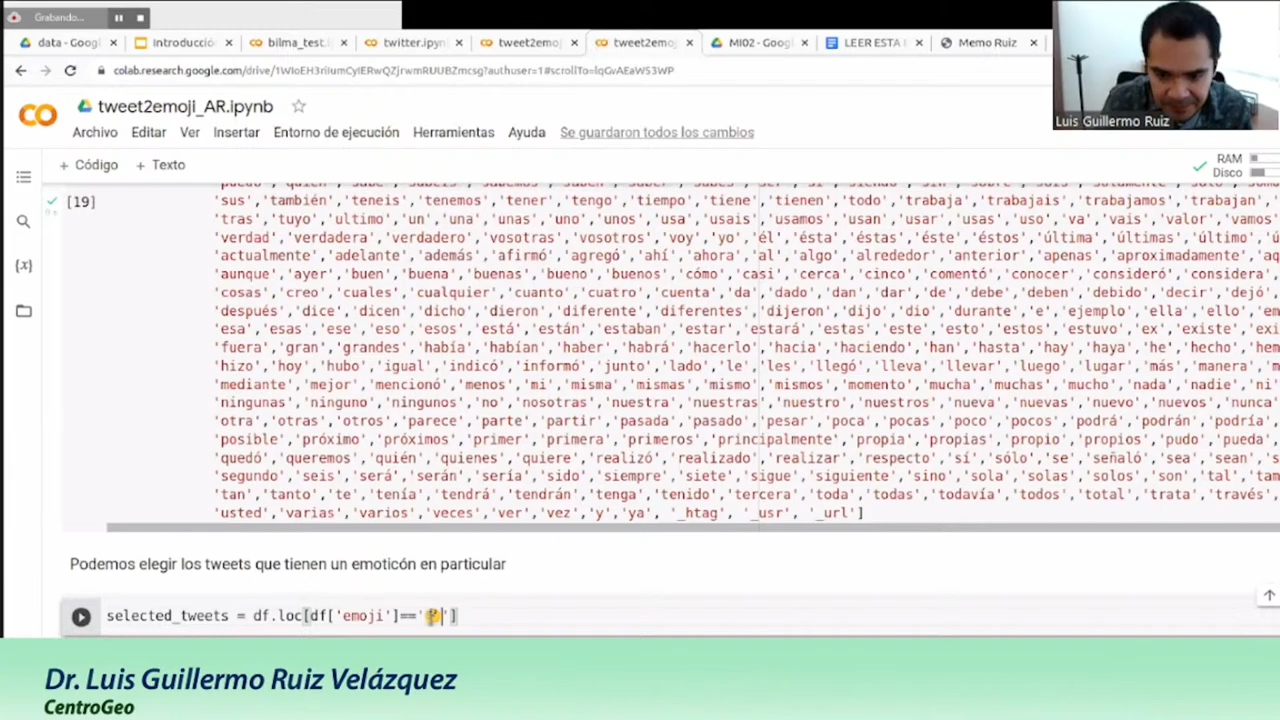 Grabando...
data - Googl
Introducció
bilma_test.i
twitter.ipyn
tweet2emoj
tweet2emoj
MI02 - Googl
LEER ESTA
Memo Ruiz
tweet2emoji_AR.ipynb
Luis Guillermo Ruiz
Archivo Editar Ver Insertar Entorno de ejecución Herramientas Ayuda Se guardaron todos los cambios
+ Código + Texto
RAM
Disco
[19]
'sus','también','teneis','tenemos','tener','tengo','tiempo','tiene','tienen','todo','trabaja','trabajais','trabajamos','trabajan',
'tras','tuyo','ultimo','un','una','unas','uno','unos','usa','usais','usamos','usan','usar','usas','uso','va','vais','valor','vamos
'verdad','verdadera','verdadero','vosotras','vosotros','voy','yo','él','ésta','éstas','éste','éstos','última','últimas','último',
'actualmente','adelante','además','afirmó','agregó','ahí','ahora','al','algo','alrededor','anterior','apenas','aproximadamente',
'aunque','ayer','buen','buena','buenas','bueno','buenos','cómo','casi','cerca','cinco','comentó','conocer','consideró','considera
'cosas','creo','cuales','cualquier','cuanto','cuatro','cuenta','da','dado','dan','dar','de','debe','deben','debido','decir','dejó
'después','dice','dicen','dicho','dieron','diferente','diferentes','dijeron','dijo','dio','durante','e','ejemplo','ella','ello',
'esa','esas','ese','eso','esos','está','están','estaban','estar','estará','estas','este','esto','estos','estuvo','ex','existe',
'fuera','gran','grandes','había','habían','haber','habrá','hacerlo','hacia','haciendo','han','hasta','hay','haya','he','hecho',
'hizo','hoy','hubo','igual','indicó','informó','junto','lado','le','les','llegó','lleva','llevar','luego','lugar','más','manera',
'mediante','mejor','mencionó','menos','mi','misma','mismas','mismo','mismos','momento','mucha','muchas','mucho','nada','nadie',
'ningunas','ninguno','ningunos','no','nosotras','nuestra','nuestras','nuestro','nuestros','nueva','nuevas','nuevo','nuevos','nunca
'otra','otras','otros','parece','parte','partir','pasada','pasado','pesar','poca','pocas','poco','pocos','podrá','podrán','podría
'posible','próximo','próximos','primer','primera','primeros','principalmente','propia','propias','propio','propios','pudo','pueda
'quedó','queremos','quién','quienes','quiere','realizó','realizado','realizar','respecto','sí','sólo','se','señaló','sea','sean',
'segundo','seis','será','serán','sería','sido','siempre','siete','sigue','siguiente','sino','sola','solas','solos','son','tal',
'tan','tanto','te','tenía','tendrá','tendrán','tenga','tenido','tercera','toda','todas','todavía','todos','total','trata','través
'usted','varias','varios','veces','ver','vez','y','ya', '_htag', '_usr', '_url']
Podemos elegir los tweets que tienen un emoticón en particular
selected_tweets = df.loc[df['emoji']==' ']
Dr. Luis Guillermo Ruiz Velázquez
CentroGeo